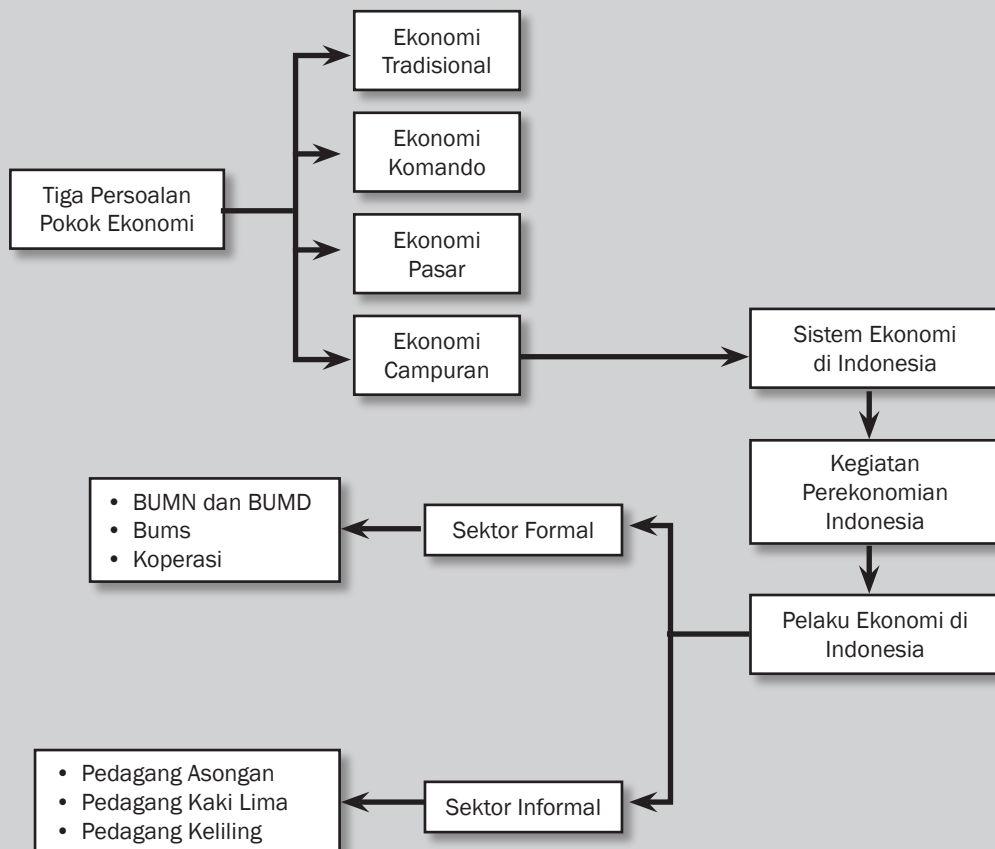 Ekonomi
Tradisional
Ekonomi
Komando
Tiga Persoalan
Pokok Ekonomi
Ekonomi
Pasar
Ekonomi
Campuran
Sistem Ekonomi
di Indonesia
Kegiatan
Perekonomian
Indonesia
• BUMN dan BUMD
• Bums
• Koperasi
Sektor Formal
Pelaku Ekonomi di
Indonesia
• Pedagang Asongan
• Pedagang Kaki Lima
• Pedagang Keliling
Sektor Informal